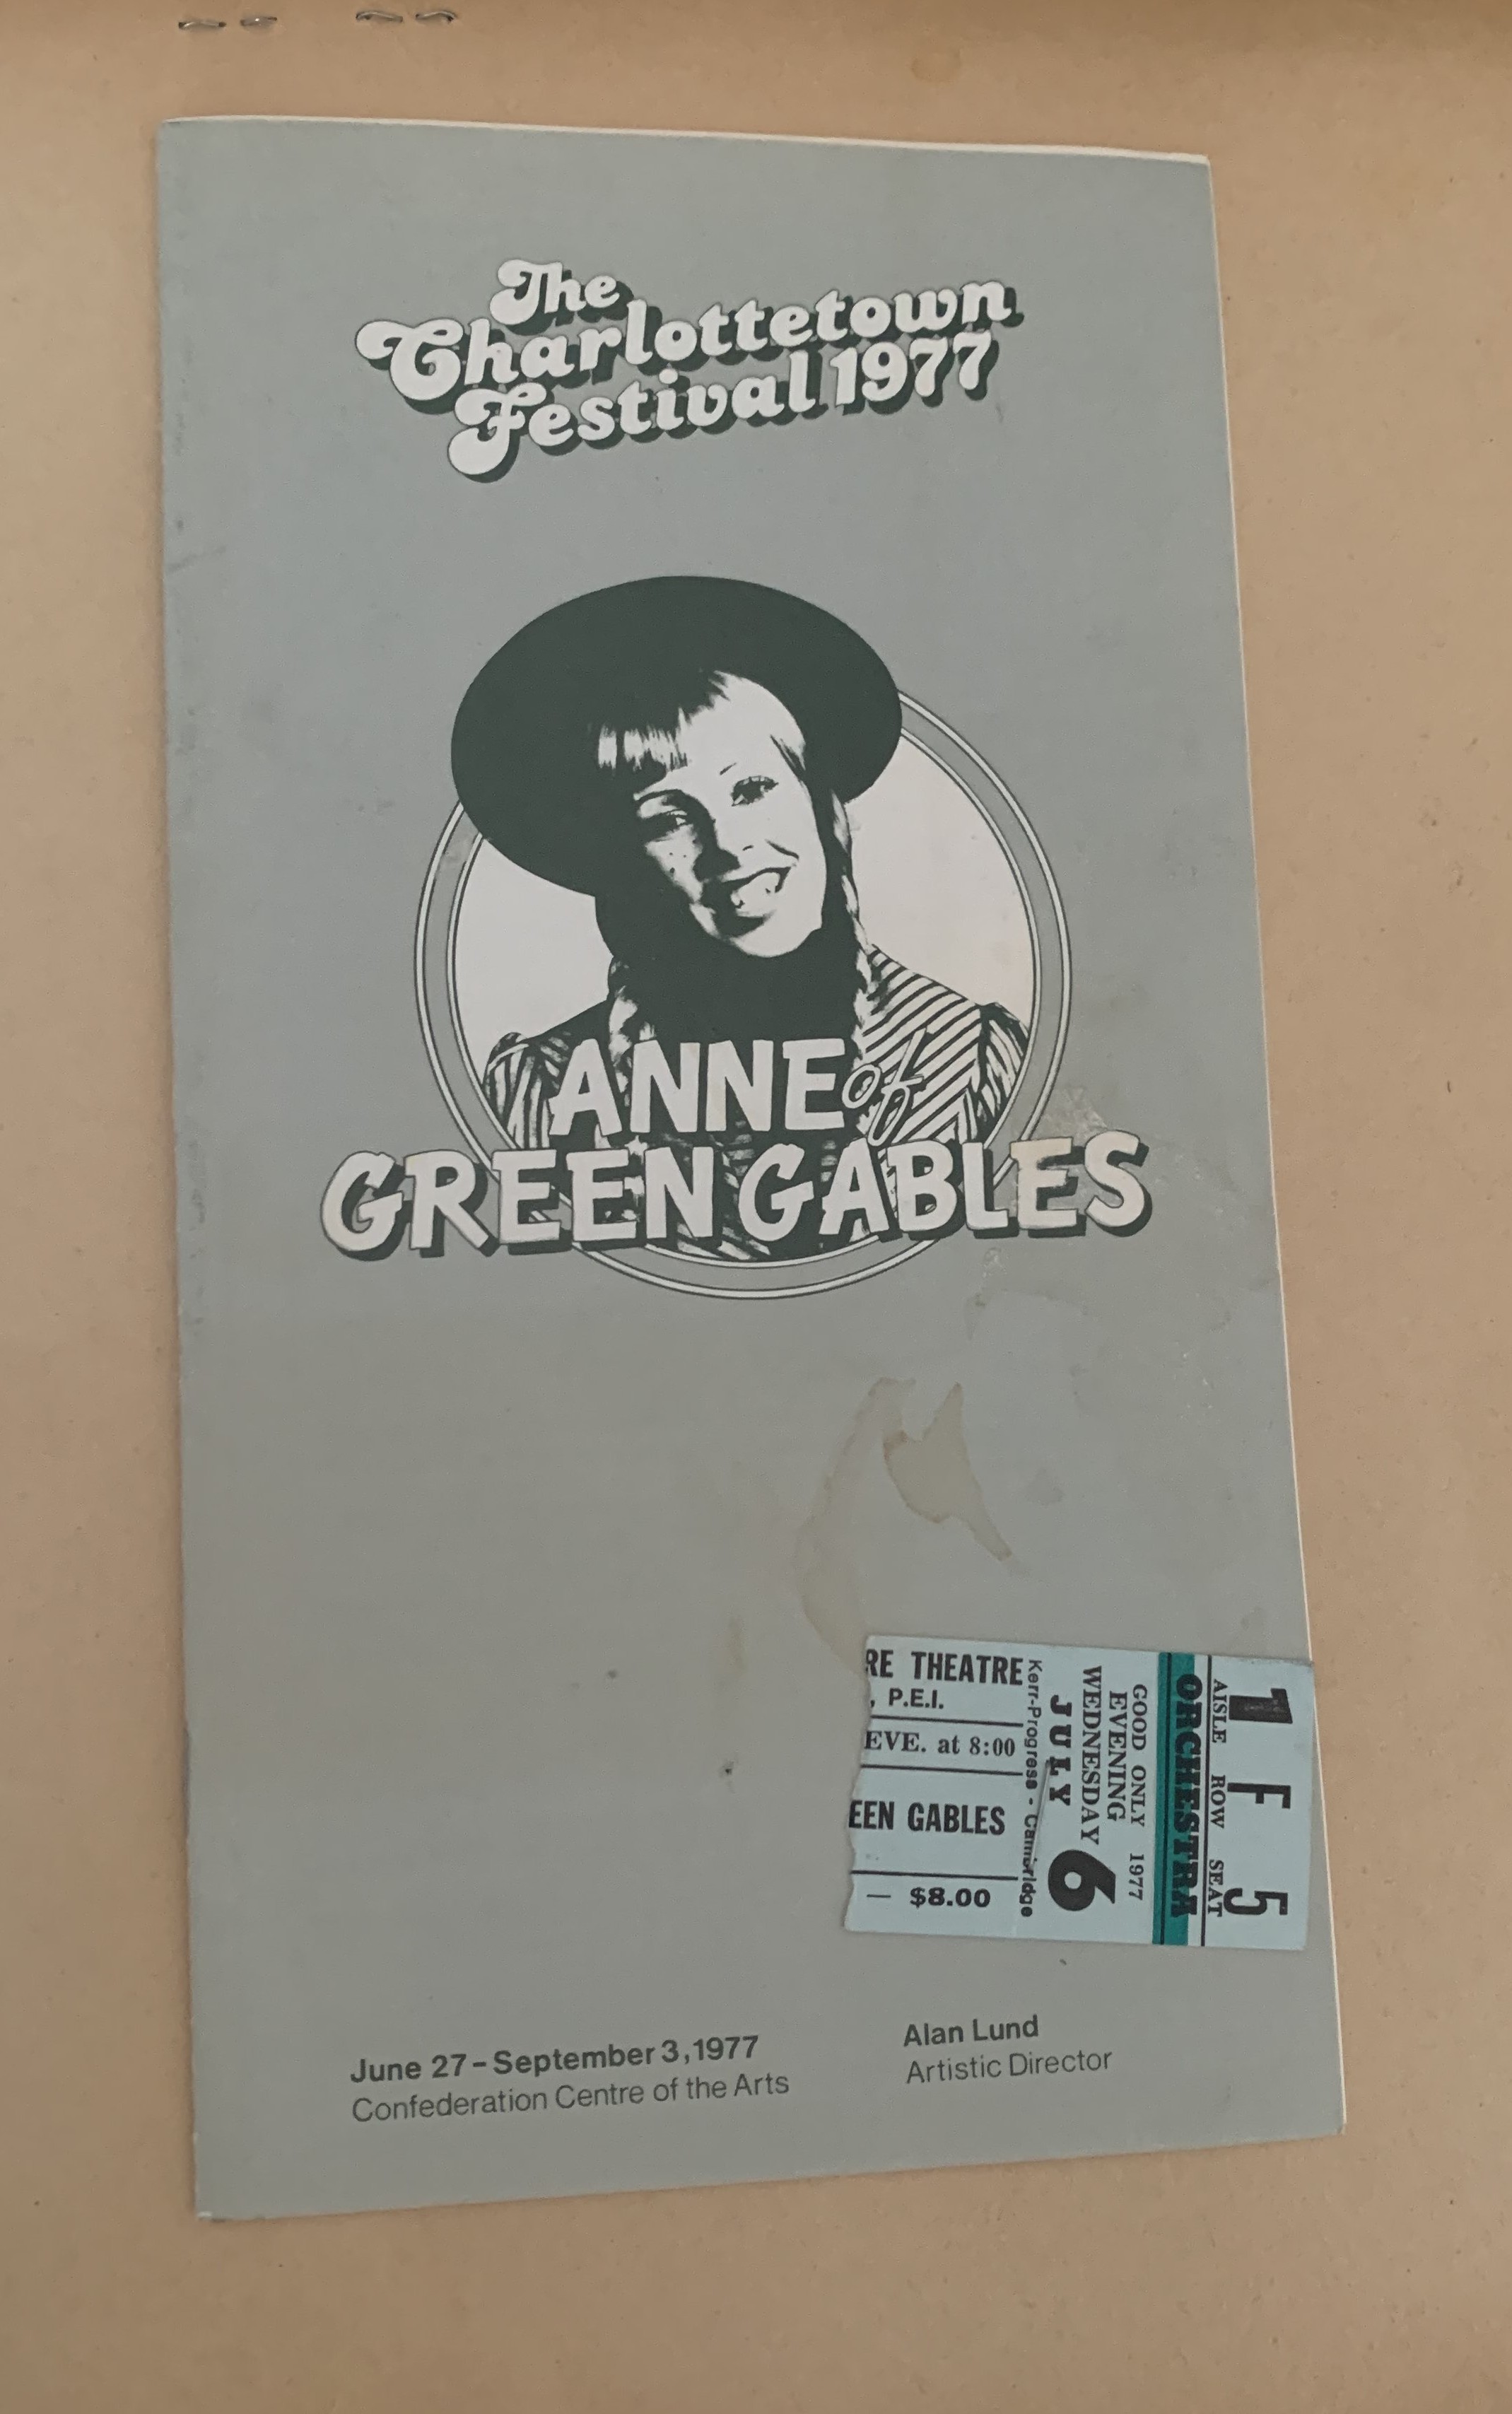 The
Charlottetown
Festival 1977
ANNE of
GREEN GABLES
RE THEATRE
, P.E.I.
EVE. at 8:00
EEN GABLES
— $8.00
Kerr-Progress - Cambridge
JULY 6
WEDNESDAY
EVENING
GOOD ONLY 1977
ORCHESTRA
AISLE ROW SEAT
1 F 5
June 27 – September 3, 1977
Confederation Centre of the Arts
Alan Lund
Artistic Director